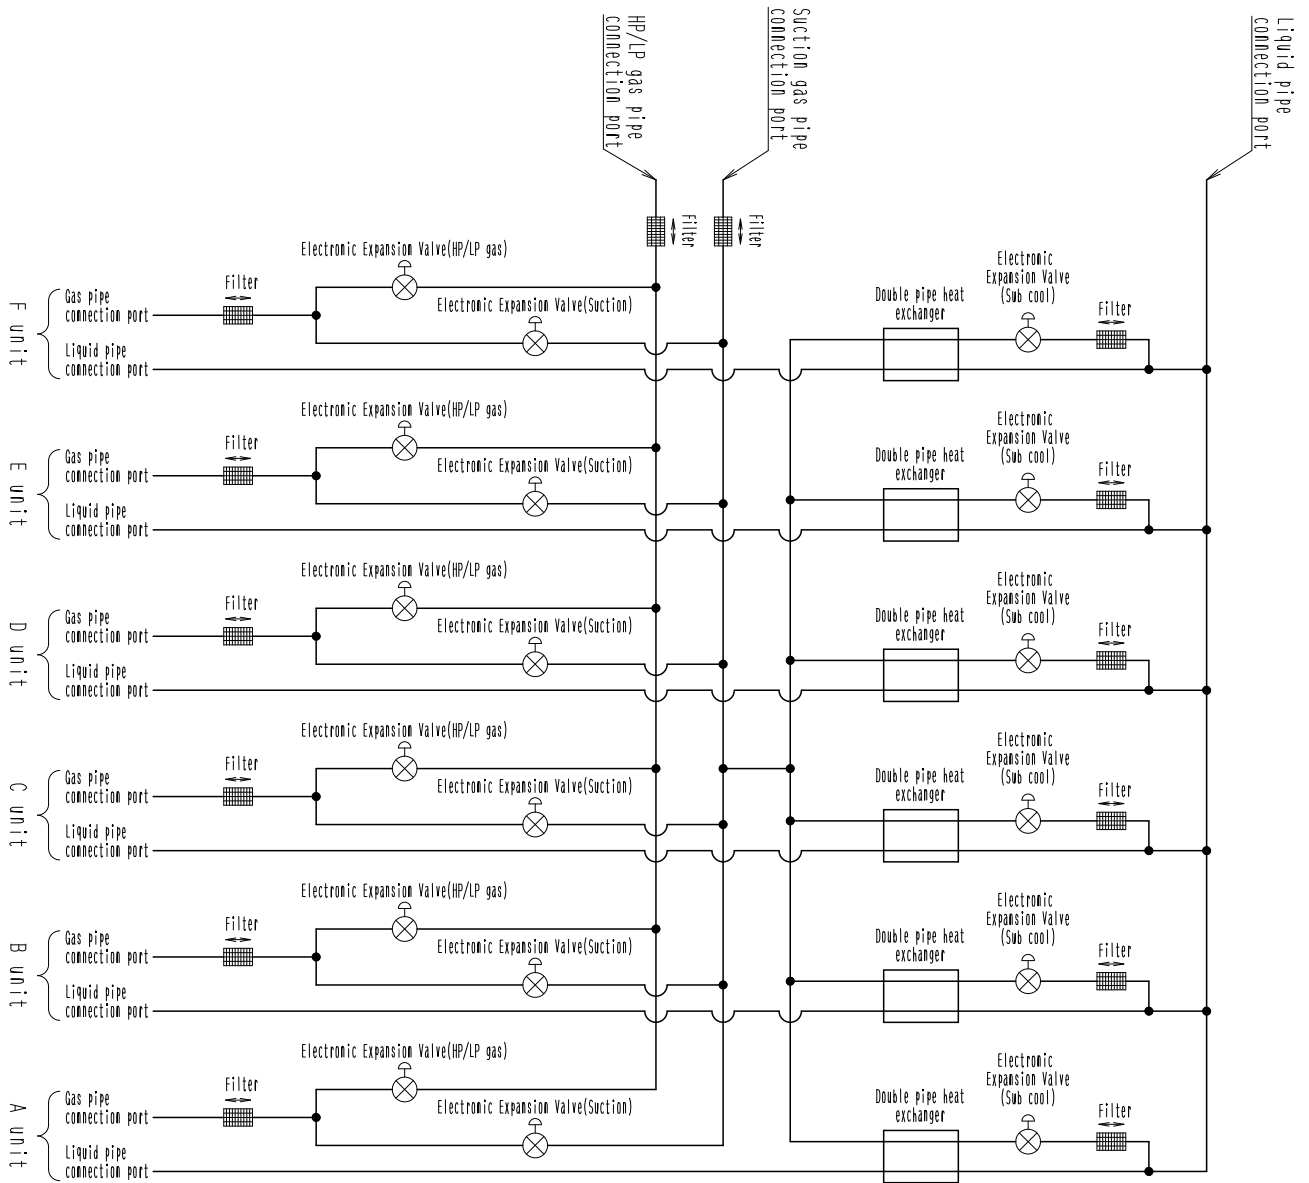 HP/LP gas pipe
connection port
Suction gas pipe
connection port
Liquid pipe
connection port
Filter
Filter
F unit
Gas pipe
connection port
Liquid pipe
connection port
Filter
Electronic Expansion Valve(HP/LP gas)
Electronic Expansion Valve(Suction)
Double pipe heat
exchanger
Electronic
Expansion Valve
(Sub cool)
Filter
E unit
Gas pipe
connection port
Liquid pipe
connection port
Filter
Electronic Expansion Valve(HP/LP gas)
Electronic Expansion Valve(Suction)
Double pipe heat
exchanger
Electronic
Expansion Valve
(Sub cool)
Filter
D unit
Gas pipe
connection port
Liquid pipe
connection port
Filter
Electronic Expansion Valve(HP/LP gas)
Electronic Expansion Valve(Suction)
Double pipe heat
exchanger
Electronic
Expansion Valve
(Sub cool)
Filter
C unit
Gas pipe
connection port
Liquid pipe
connection port
Filter
Electronic Expansion Valve(HP/LP gas)
Electronic Expansion Valve(Suction)
Double pipe heat
exchanger
Electronic
Expansion Valve
(Sub cool)
Filter
B unit
Gas pipe
connection port
Liquid pipe
connection port
Filter
Electronic Expansion Valve(HP/LP gas)
Electronic Expansion Valve(Suction)
Double pipe heat
exchanger
Electronic
Expansion Valve
(Sub cool)
Filter
A unit
Gas pipe
connection port
Liquid pipe
connection port
Filter
Electronic Expansion Valve(HP/LP gas)
Electronic Expansion Valve(Suction)
Double pipe heat
exchanger
Electronic
Expansion Valve
(Sub cool)
Filter